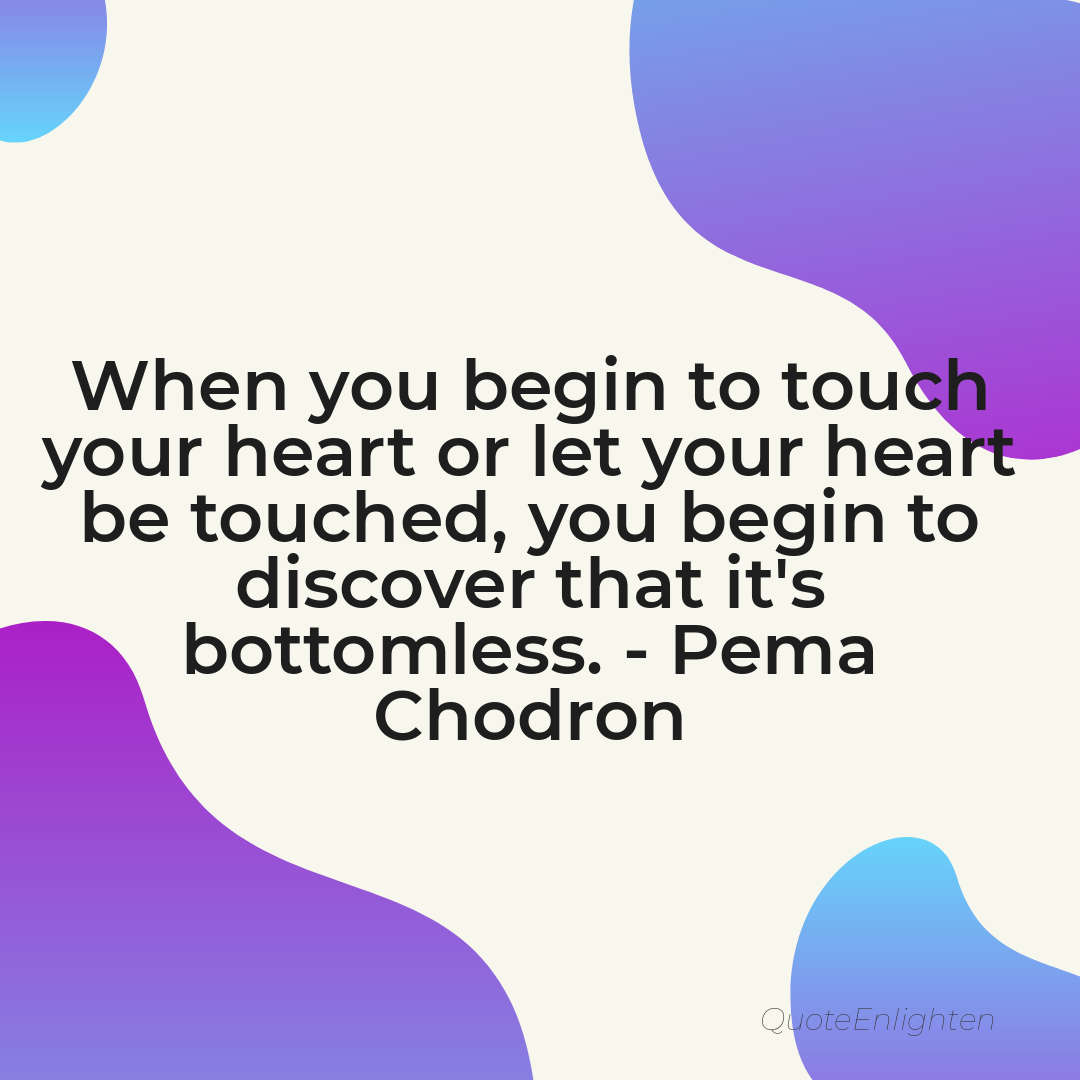 When you begin to touch
your heart or let your heart
be touched, you begin to
discover that it's
bottomless. - Pema
Chodron
QuoteEnlighten